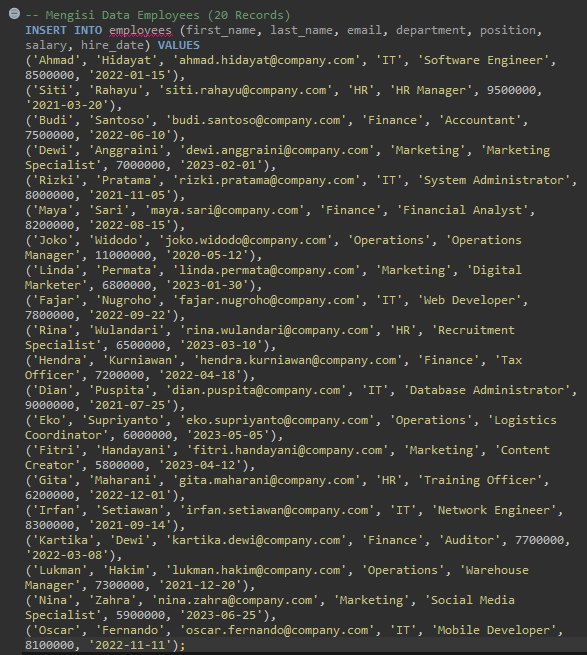 -- Mengisi Data Employees (20 Records)
INSERT INTO employees (first_name, last_name, email, department, position,
salary, hire_date) VALUES
('Ahmad', 'Hidayat', 'ahmad.hidayat@company.com', 'IT', 'Software Engineer',
8500000, '2022-01-15'),
('Siti', 'Rahayu', 'siti.rahayu@company.com', 'HR', 'HR Manager', 9500000,
'2021-03-20'),
('Budi', 'Santoso', 'budi.santoso@company.com', 'Finance', 'Accountant',
7500000, '2022-06-10'),
('Dewi', 'Anggraini', 'dewi.anggraini@company.com', 'Marketing', 'Marketing
Specialist', 7000000, '2023-02-01'),
('Rizki', 'Pratama', 'rizki.pratama@company.com', 'IT', 'System Administrator',
8000000, '2021-11-05'),
('Maya', 'Sari', 'maya.sari@company.com', 'Finance', 'Financial Analyst',
8200000, '2022-08-15'),
('Joko', 'Widodo', 'joko.widodo@company.com', 'Operations', 'Operations
Manager', 11000000, '2020-05-12'),
('Linda', 'Permata', 'linda.permata@company.com', 'Marketing', 'Digital
Marketer', 6800000, '2023-01-30'),
('Fajar', 'Nugroho', 'fajar.nugroho@company.com', 'IT', 'Web Developer',
7800000, '2022-09-22'),
('Rina', 'Wulandari', 'rina.wulandari@company.com', 'HR', 'Recruitment
Specialist', 6500000, '2023-03-10'),
('Hendra', 'Kurniawan', 'hendra.kurniawan@company.com', 'Finance', 'Tax
Officer', 7200000, '2022-04-18'),
('Dian', 'Puspita', 'dian.puspita@company.com', 'IT', 'Database Administrator',
9000000, '2021-07-25'),
('Eko', 'Supriyanto', 'eko.supriyanto@company.com', 'Operations', 'Logistics
Coordinator', 6000000, '2023-05-05'),
('Fitri', 'Handayani', 'fitri.handayani@company.com', 'Marketing', 'Content
Creator', 5800000, '2023-04-12'),
('Gita', 'Maharani', 'gita.maharani@company.com', 'HR', 'Training Officer',
6200000, '2022-12-01'),
('Irfan', 'Setiawan', 'irfan.setiawan@company.com', 'IT', 'Network Engineer',
8300000, '2021-09-14'),
('Kartika', 'Dewi', 'kartika.dewi@company.com', 'Finance', 'Auditor', 7700000,
'2022-03-08'),
('Lukman', 'Hakim', 'lukman.hakim@company.com', 'Operations', 'Warehouse
Manager', 7300000, '2021-12-20'),
('Nina', 'Zahra', 'nina.zahra@company.com', 'Marketing', 'Social Media
Specialist', 5900000, '2023-06-25'),
('Oscar', 'Fernando', 'oscar.fernando@company.com', 'IT', 'Mobile Developer',
8100000, '2022-11-11');